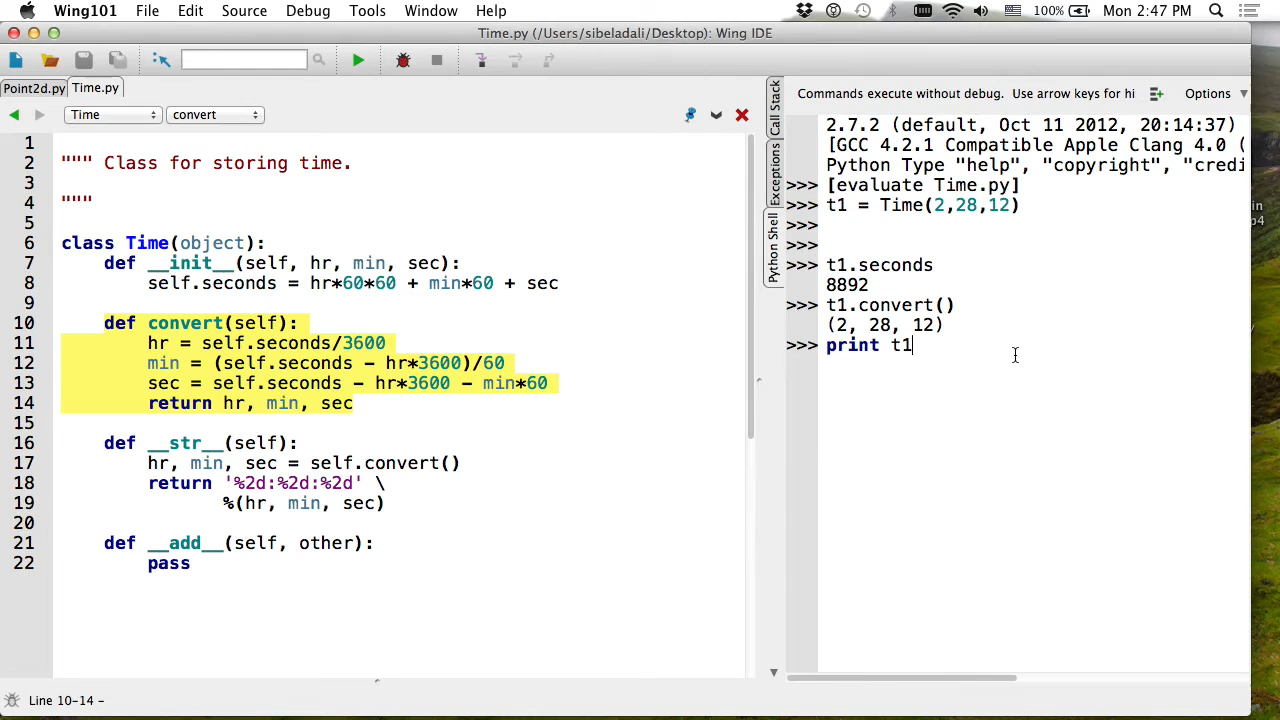 Wing101 File Edit Source Debug Tools Window Help 100% Mon 2:47 PM
Time.py (/Users/sibeladali/Desktop): Wing IDE
Point2d.py Time.py
Time convert
Commands execute without debug. Use arrow keys for hi Options
Call Stack
Exceptions
Python Shell
1
2 """ Class for storing time.
3
4 """
5
6 class Time(object):
7 def __init__(self, hr, min, sec):
8 self.seconds = hr*60*60 + min*60 + sec
9
10 def convert(self):
11 hr = self.seconds/3600
12 min = (self.seconds - hr*3600)/60
13 sec = self.seconds - hr*3600 - min*60
14 return hr, min, sec
15
16 def __str__(self):
17 hr, min, sec = self.convert()
18 return '%2d:%2d:%2d' \
19 %(hr, min, sec)
20
21 def __add__(self, other):
22 pass
2.7.2 (default, Oct 11 2012, 20:14:37)
[GCC 4.2.1 Compatible Apple Clang 4.0 (
Python Type "help", "copyright", "credi
>>> [evaluate Time.py]
>>> t1 = Time(2,28,12)
>>>
>>>
>>> t1.seconds
8892
>>> t1.convert()
(2, 28, 12)
>>> print t1
Line 10-14 -